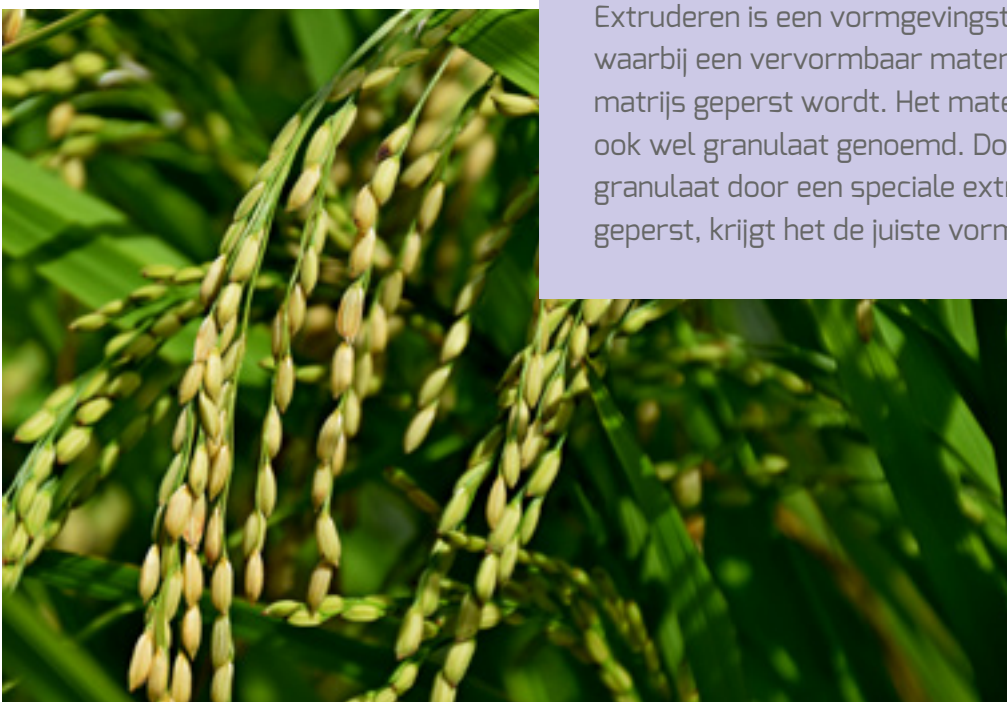 Extruderen is een vormgevingst
waarbij een vervormbaar mater
matrijs geperst wordt. Het mate
ook wel granulaat genoemd. Do
granulaat door een speciale extr
geperst, krijgt het de juiste vorm